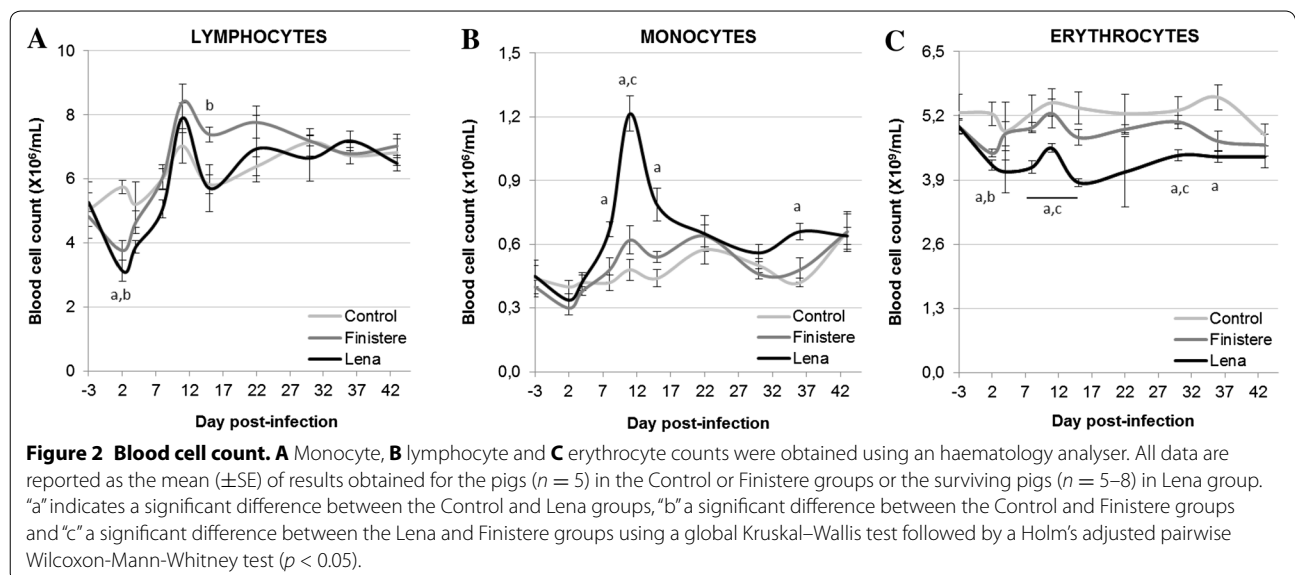 A
LYMPHOCYTES
Blood cell count (X10⁶/mL)
10
8
6
4
2
0
a,b
b
Control
Finistere
Lena
-3 2 7 12 17 22 27 32 37 42
Day post-infection
B
MONOCYTES
Blood cell count (x10⁶/mL)
1,5
1,2
0,9
0,6
0,3
0,0
a,c
a
a
a
Control
Finistere
Lena
-3 2 7 12 17 22 27 32 37 42
Day post-infection
C
ERYTHROCYTES
Blood cell count (X10⁹/mL)
6,5
5,2
3,9
2,6
1,3
0,0
a,b
a,c
a,c
a
Control
Finistere
Lena
-3 2 7 12 17 22 27 32 37 42
Day post-infection
Figure 2 Blood cell count. A Monocyte, B lymphocyte and C erythrocyte counts were obtained using an haematology analyser. All data are
reported as the mean (±SE) of results obtained for the pigs (n = 5) in the Control or Finistere groups or the surviving pigs (n = 5–8) in Lena group.
“a” indicates a significant difference between the Control and Lena groups, “b” a significant difference between the Control and Finistere groups
and “c” a significant difference between the Lena and Finistere groups using a global Kruskal–Wallis test followed by a Holm’s adjusted pairwise
Wilcoxon-Mann-Whitney test (p < 0.05).